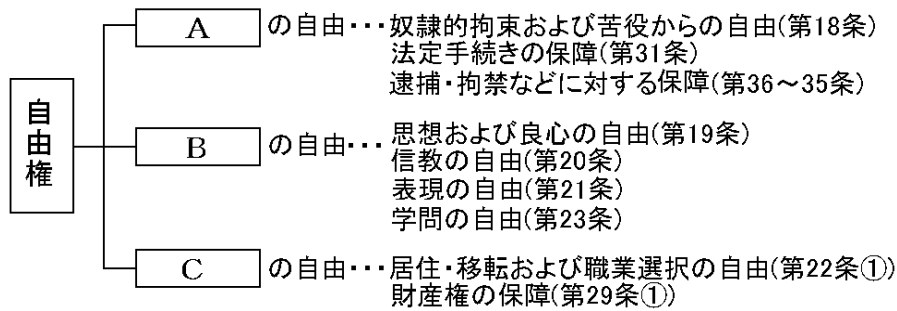 自由権
A の自由･･･奴隷的拘束および苦役からの自由(第18条)
法定手続きの保障(第31条)
逮捕・拘禁などに対する保障(第36～35条)
B の自由･･･思想および良心の自由(第19条)
信教の自由(第20条)
表現の自由(第21条)
学問の自由(第23条)
C の自由･･･居住・移転および職業選択の自由(第22条①)
財産権の保障(第29条①)